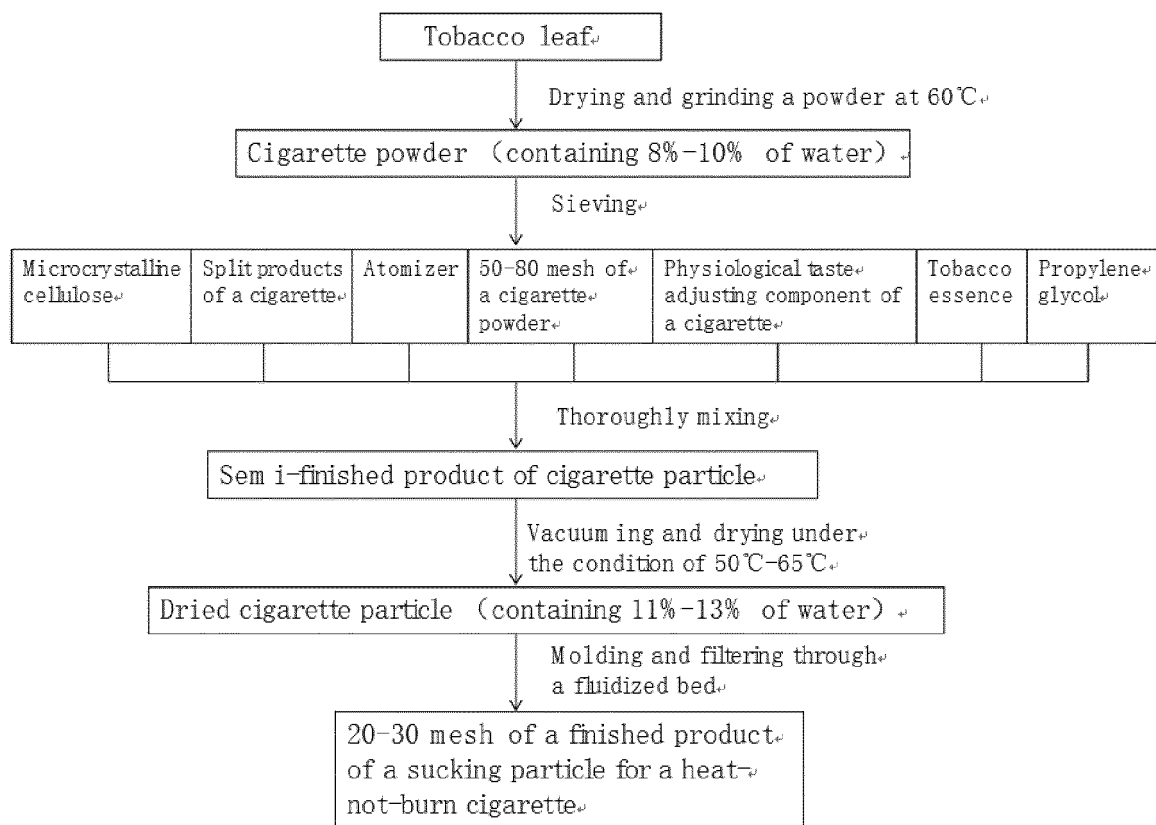 Tobacco leaf
Drying and grinding a powder at 60℃
Cigarette powder （containing 8%-10% of water）
Sieving
Microcrystalline
cellulose
Split products
of a cigarette
Atomizer
50-80 mesh of
a cigarette
powder
Physiological taste
adjusting component of
a cigarette
Tobacco
essence
Propylene
glycol
Thoroughly mixing
Sem i-finished product of cigarette particle
Vacuum ing and drying under
the condition of 50℃-65℃
Dried cigarette particle （containing 11%-13% of water）
Molding and filtering through
a fluidized bed
20-30 mesh of a finished product
of a sucking particle for a heat-
not-burn cigarette